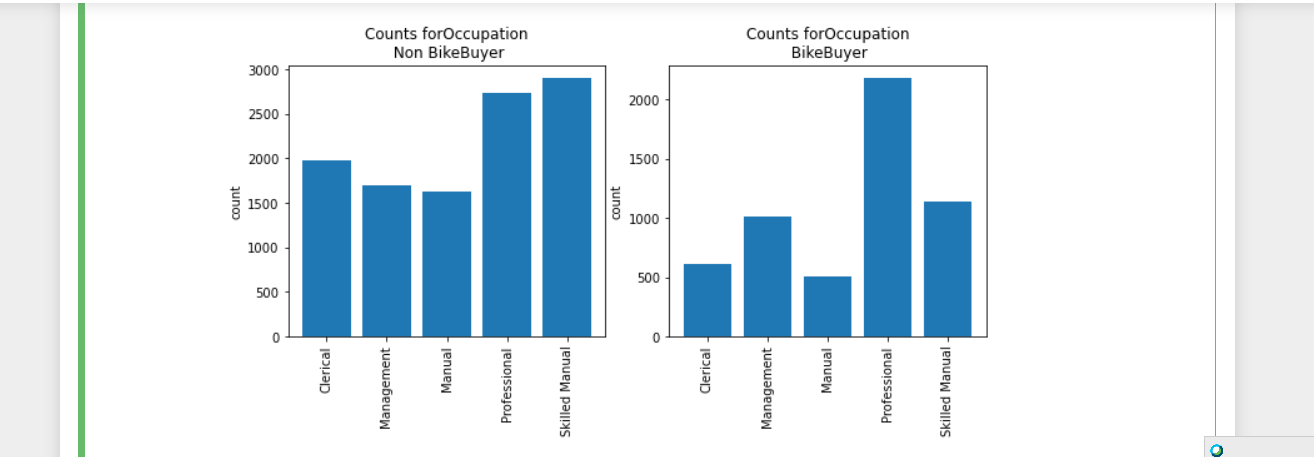 Counts forOccupation
Non BikeBuyer
3000
2500
2000
1500
1000
500
0
count
Clerical
Management
Manual
Professional
Skilled Manual
Counts forOccupation
BikeBuyer
2000
1500
1000
500
0
count
Clerical
Management
Manual
Professional
Skilled Manual